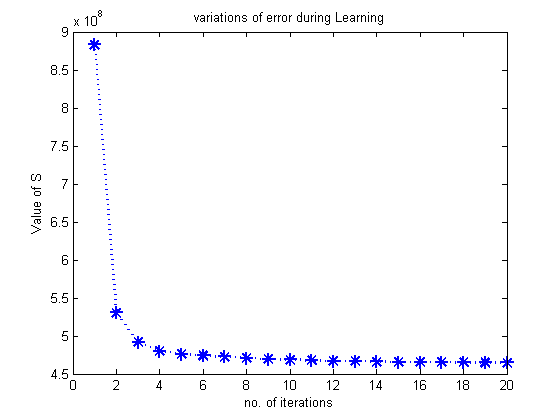 variations of error during Learning
x 10^8
9
8.5
8
7.5
7
6.5
6
5.5
5
4.5
Value of S
0 2 4 6 8 10 12 14 16 18 20
no. of iterations